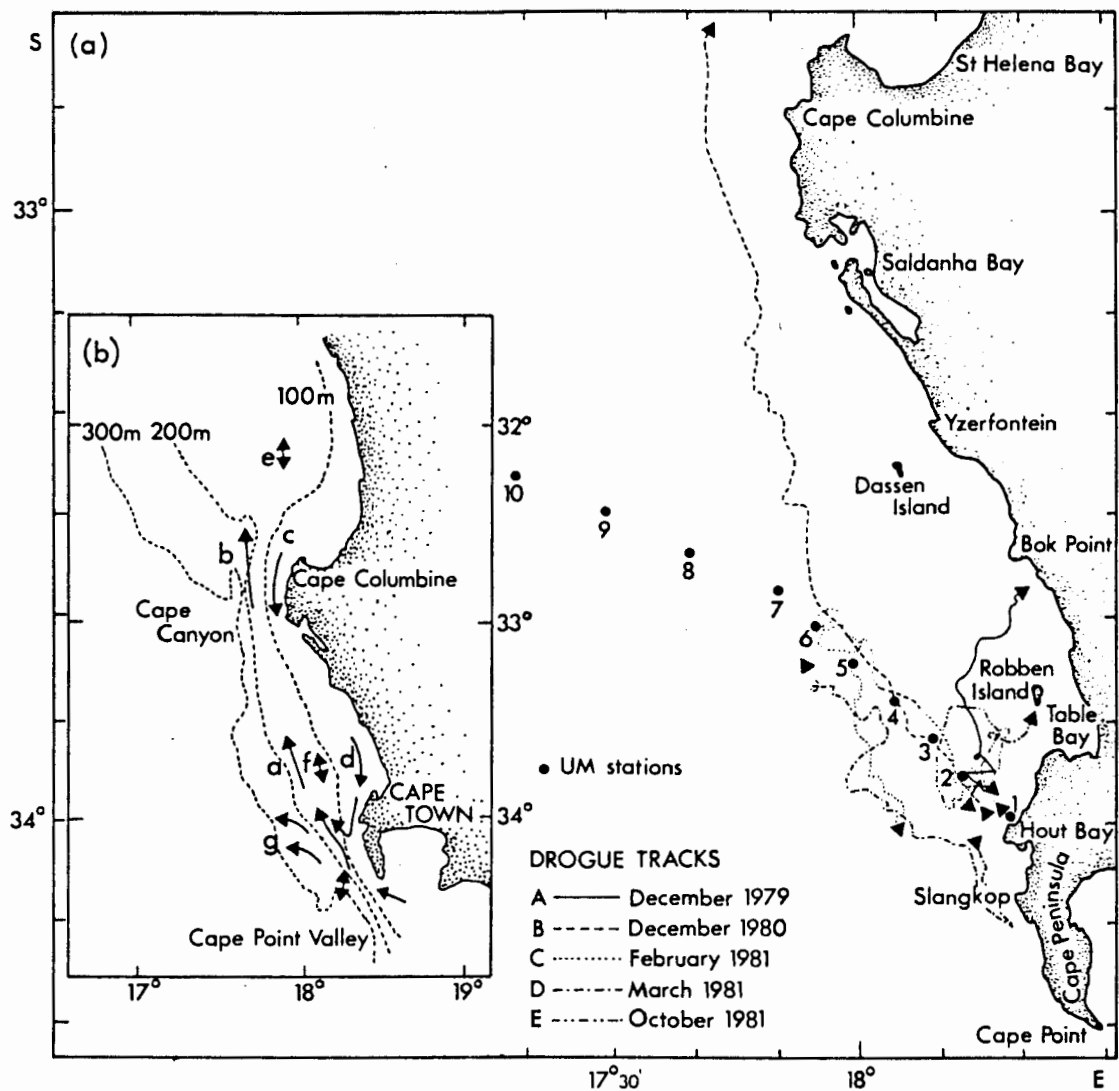 (a)
S
St Helena Bay
Cape Columbine
33°
Saldanha Bay
Yzerfontein
Dassen
Island
Bok Point
Robben
Island
Table
Bay
10
9
8
7
6
5
4
3
2
1
Hout Bay
Slangkop
Cape Peninsula
Cape Point
UM stations
34°
DROGUE TRACKS
A December 1979
B December 1980
C February 1981
D March 1981
E October 1981
17°30'
18°
E
(b)
100m
300m 200m
32°
e
b
c
Cape Columbine
Cape
Canyon
33°
a
f
d
CAPE
TOWN
34°
g
Cape Point Valley
17°
18°
19°